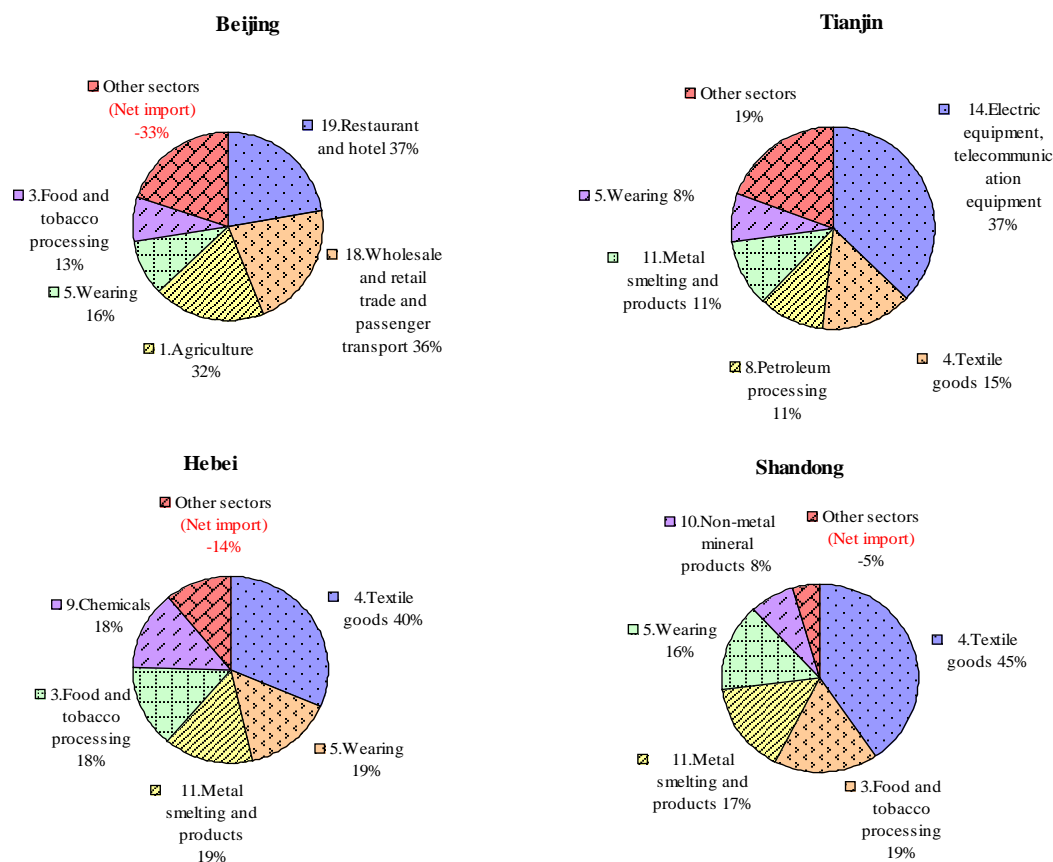 Beijing
Other sectors
(Net import)
-33%
19.Restaurant
and hotel 37%
3.Food and
tobacco
processing
13%
18.Wholesale
and retail
trade and
passenger
transport 36%
5.Wearing
16%
1.Agriculture
32%
Tianjin
Other sectors
19%
14.Electric
equipment,
telecommunic
ation
equipment
37%
5.Wearing 8%
11.Metal
smelting and
products 11%
8.Petroleum
processing
11%
4.Textile
goods 15%
Hebei
Other sectors
(Net import)
-14%
9.Chemicals
18%
4.Textile
goods 40%
3.Food and
tobacco
processing
18%
5.Wearing
19%
11.Metal
smelting and
products
19%
Shandong
10.Non-metal
mineral
products 8%
Other sectors
(Net import)
-5%
5.Wearing
16%
4.Textile
goods 45%
11.Metal
smelting and
products 17%
3.Food and
tobacco
processing
19%